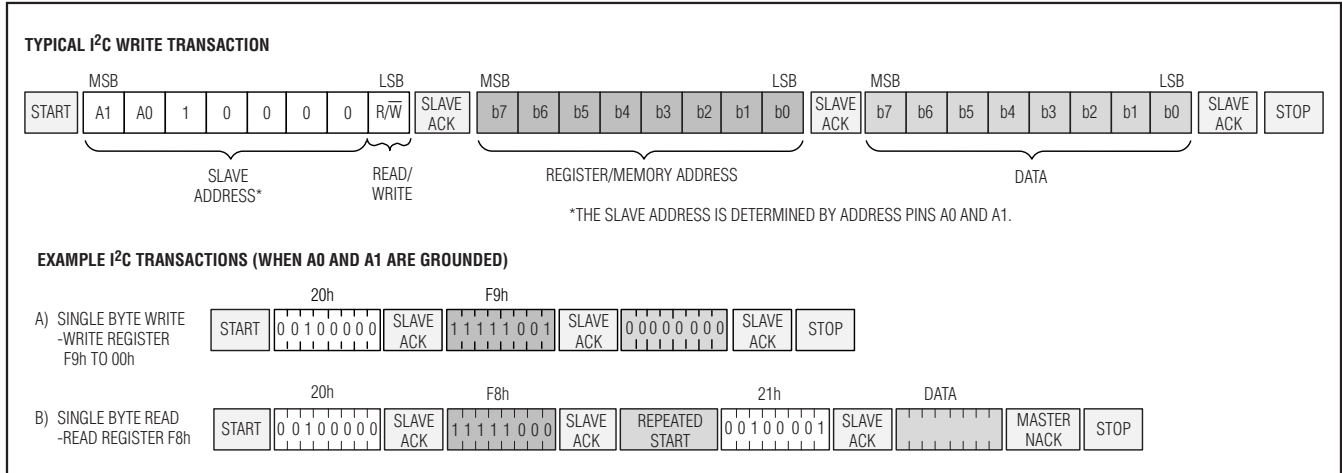 TYPICAL I²C WRITE TRANSACTION
MSB LSB MSB LSB MSB LSB
START A1 A0 1 0 0 0 0 R/W̅ SLAVE ACK b7 b6 b5 b4 b3 b2 b1 b0 SLAVE ACK b7 b6 b5 b4 b3 b2 b1 b0 SLAVE ACK STOP
SLAVE ADDRESS* READ/WRITE REGISTER/MEMORY ADDRESS DATA
*THE SLAVE ADDRESS IS DETERMINED BY ADDRESS PINS A0 AND A1.
EXAMPLE I²C TRANSACTIONS (WHEN A0 AND A1 ARE GROUNDED)
20h F9h
A) SINGLE BYTE WRITE
-WRITE REGISTER
F9h TO 00h
START 0 0 1 0 0 0 0 0 SLAVE ACK 1 1 1 1 1 0 0 1 SLAVE ACK 0 0 0 0 0 0 0 0 SLAVE ACK STOP
20h F8h 21h DATA
B) SINGLE BYTE READ
-READ REGISTER F8h
START 0 0 1 0 0 0 0 0 SLAVE ACK 1 1 1 1 1 0 0 0 SLAVE ACK REPEATED START 0 0 1 0 0 0 0 1 SLAVE ACK MASTER NACK STOP